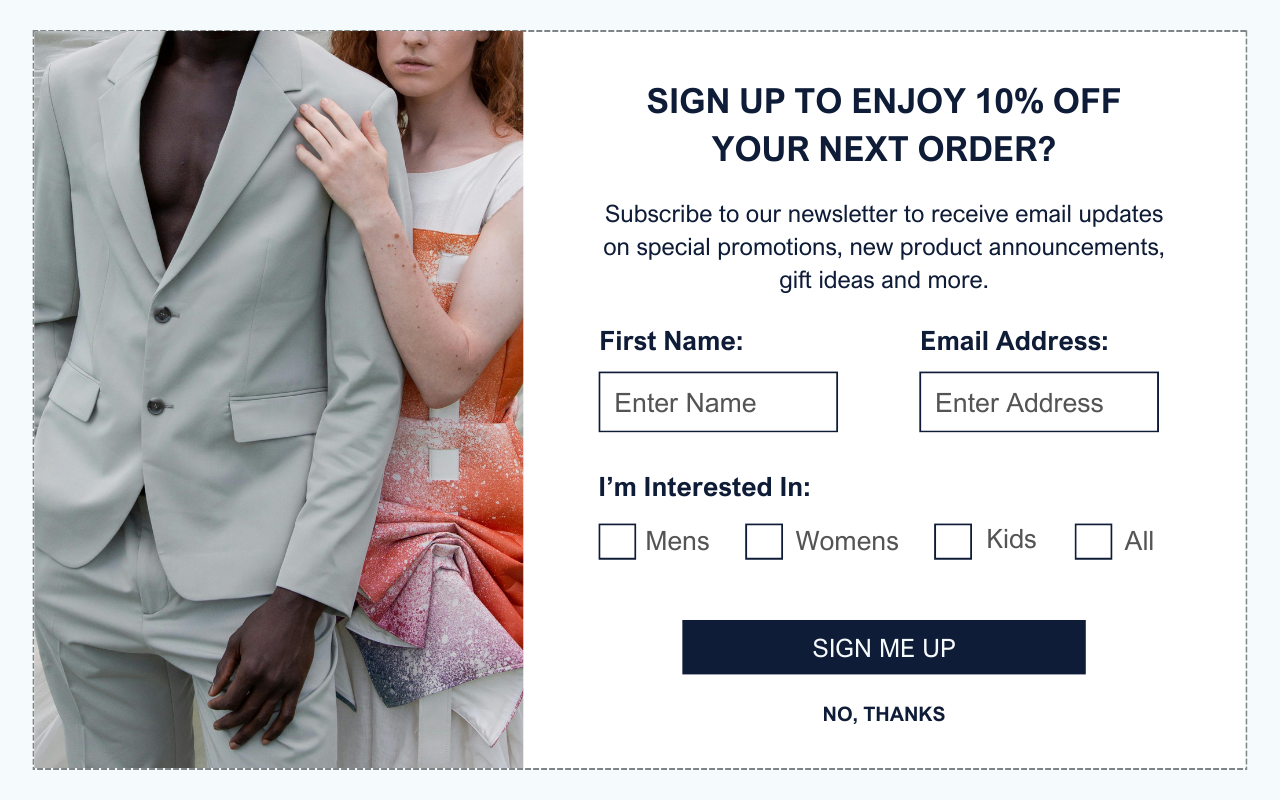 SIGN UP TO ENJOY 10% OFF
YOUR NEXT ORDER?
Subscribe to our newsletter to receive email updates
on special promotions, new product announcements,
gift ideas and more.
First Name: Email Address:
Enter Name Enter Address
I’m Interested In:
Mens Womens Kids All
SIGN ME UP
NO, THANKS